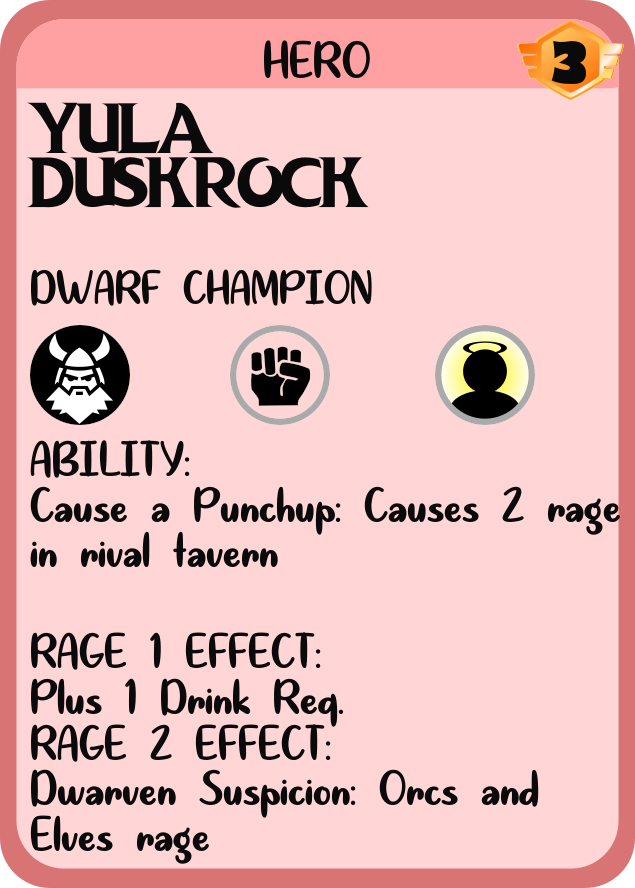 HERO
3
YULA
DUSKROCK
DWARF CHAMPION
ABILITY:
Cause a Punchup: Causes 2 rage
in rival tavern
RAGE 1 EFFECT:
Plus 1 Drink Req.
RAGE 2 EFFECT:
Dwarven Suspicion: Orcs and
Elves rage